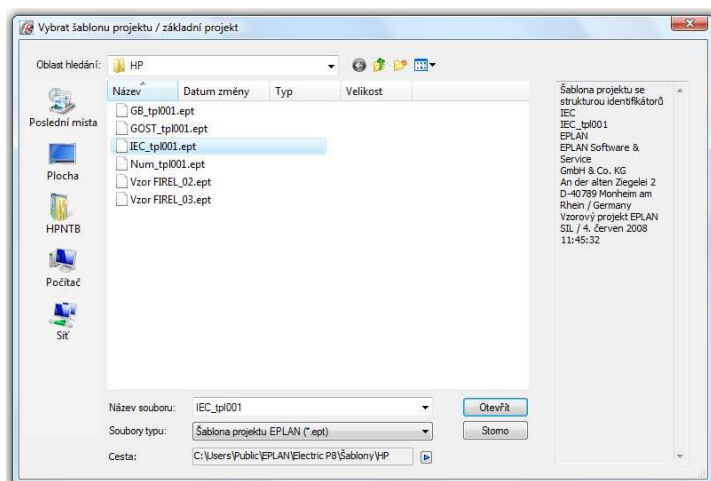 Vybrat šablonu projektu / základní projekt
Oblast hledání:
HP
Název
Datum změny
Typ
Velikost
GB_tpl001.ept
GOST_tpl001.ept
IEC_tpl001.ept
Num_tpl001.ept
Vzor FIREL_02.ept
Vzor FIREL_03.ept
Poslední místa
Plocha
HPNTB
Počítač
Síť
Šablona projektu se
strukturou identifikátorů
IEC
IEC_tpl001
EPLAN
EPLAN Software &
Service
GmbH & Co. KG
An der alten Ziegelei 2
D-40789 Monheim am
Rhein / Germany
Vzorový projekt EPLAN
SIL / 4. červen 2008
11:45:32
Název souboru:
IEC_tpl001
Otevřít
Soubory typu:
Šablona projektu EPLAN (*.ept)
Storno
Cesta:
C:\Users\Public\EPLAN\Electric P8\Šablony\HP